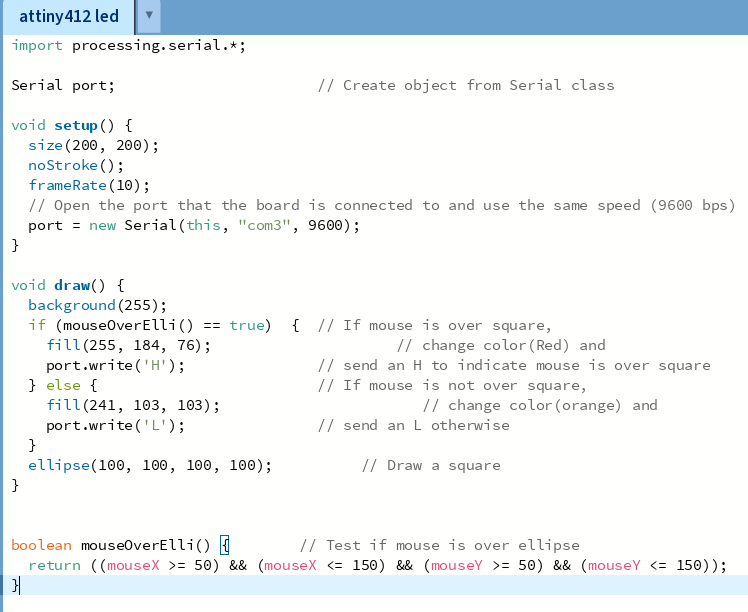 attiny412 led ▼
import processing.serial.*;
Serial port;                       // Create object from Serial class
void setup() {
  size(200, 200);
  noStroke();
  frameRate(10);
  // Open the port that the board is connected to and use the same speed (9600 bps)
  port = new Serial(this, "com3", 9600);
}
void draw() {
  background(255);
  if (mouseOverElli() == true)  {  // If mouse is over square,
    fill(255, 184, 76);                     // change color(Red) and
    port.write('H');               // send an H to indicate mouse is over square
  } else {                         // If mouse is not over square,
    fill(241, 103, 103);                       // change color(orange) and
    port.write('L');               // send an L otherwise
  }
  ellipse(100, 100, 100, 100);          // Draw a square
}
boolean mouseOverElli() {        // Test if mouse is over ellipse
  return ((mouseX >= 50) && (mouseX <= 150) && (mouseY >= 50) && (mouseY <= 150));
}